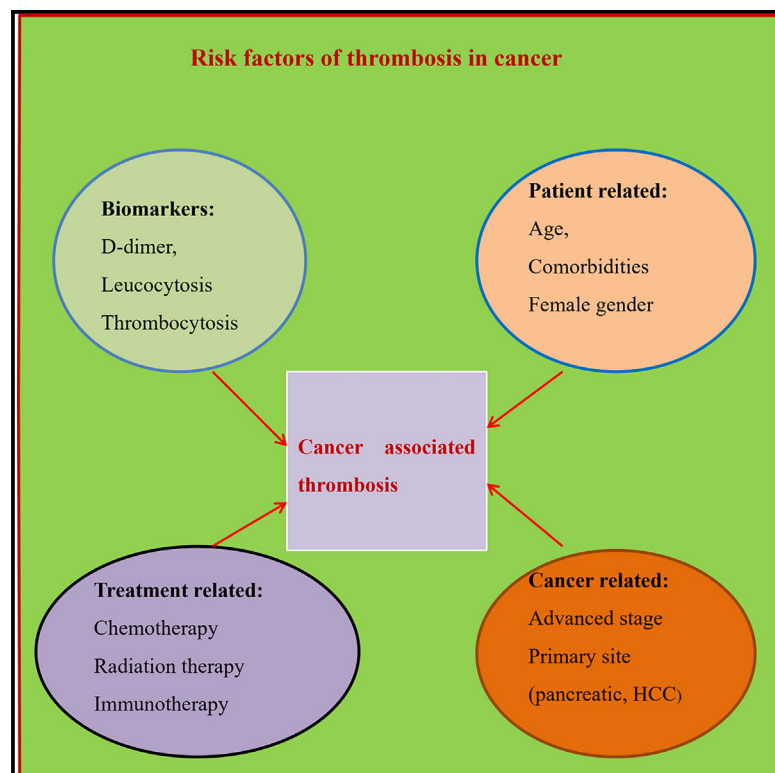 Risk factors of thrombosis in cancer
Biomarkers:
D-dimer,
Leucocytosis
Thrombocytosis
Patient related:
Age,
Comorbidities
Female gender
Cancer associated
thrombosis
Treatment related:
Chemotherapy
Radiation therapy
Immunotherapy
Cancer related:
Advanced stage
Primary site
(pancreatic, HCC)